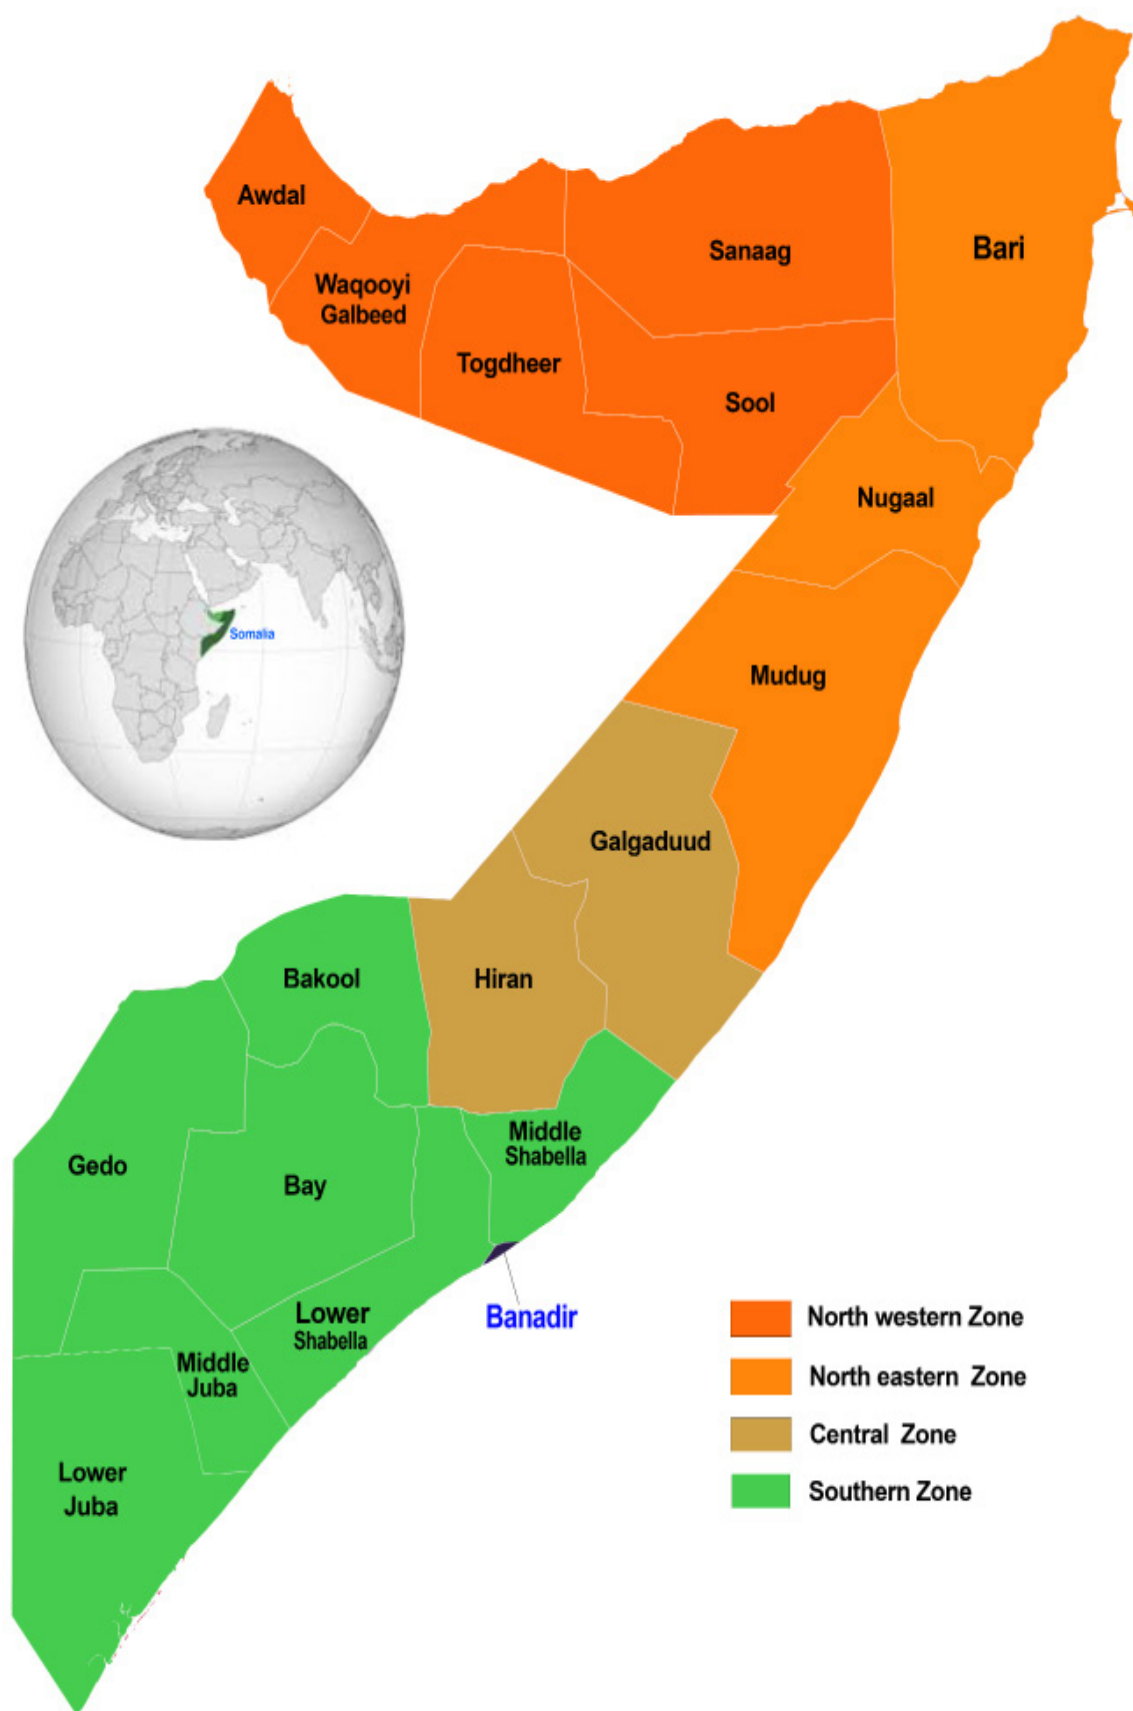 Awdal
Waqooyi
Galbeed
Togdheer
Sanaag
Sool
Bari
Nugaal
Mudug
Somalia
Galgaduud
Hiran
Bakool
Gedo
Bay
Middle
Shabella
Banadir
Lower
Shabella
Middle
Juba
Lower
Juba
North western Zone
North eastern Zone
Central Zone
Southern Zone